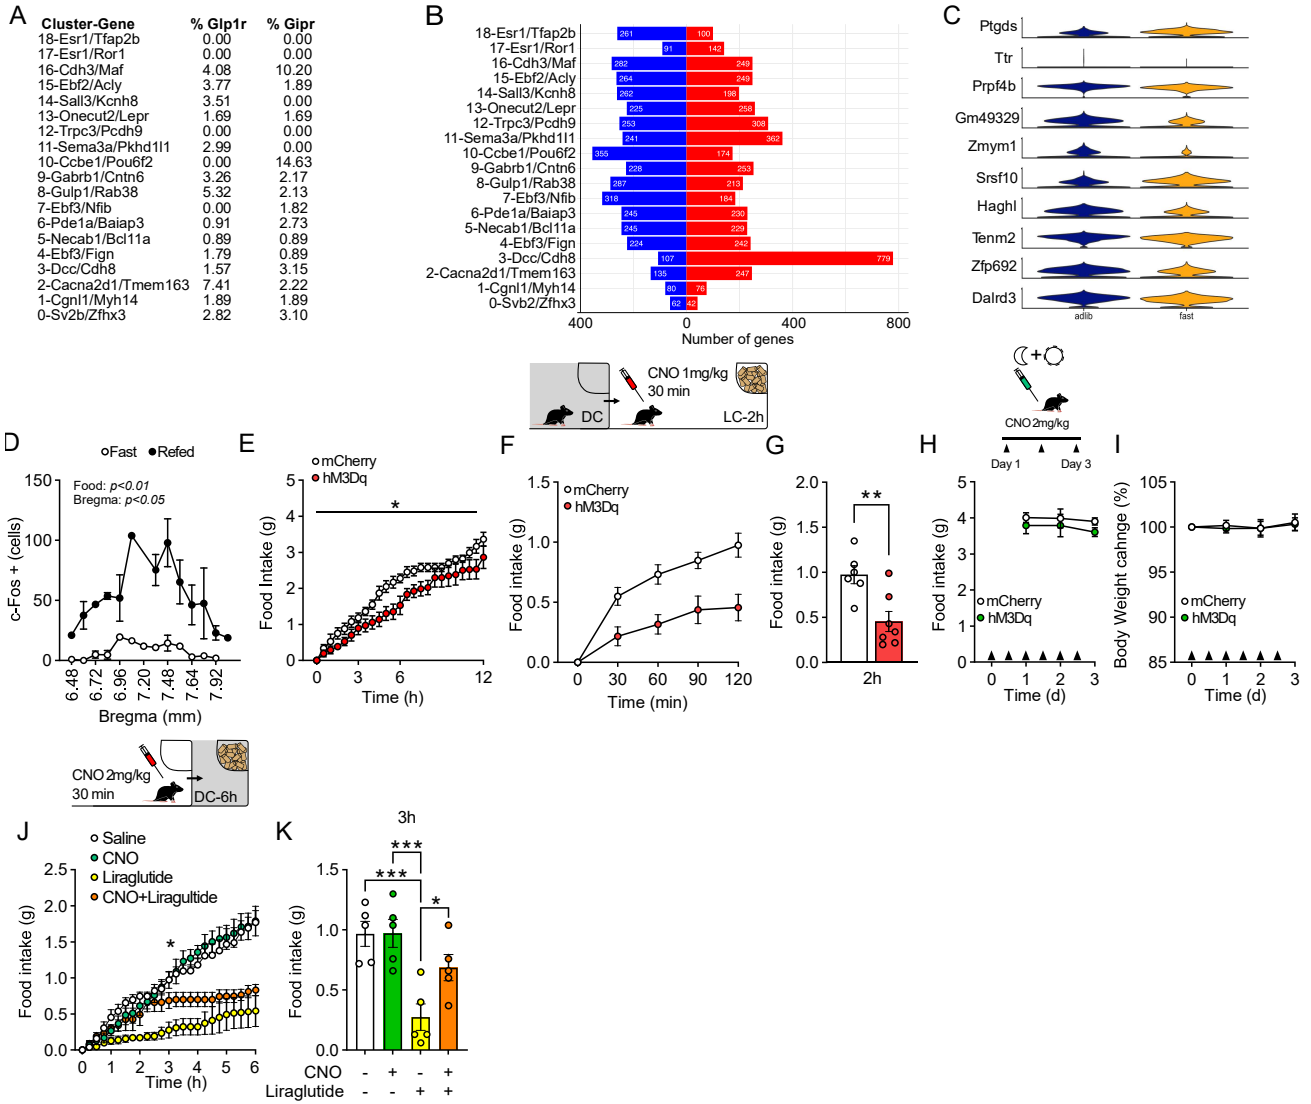 A
Cluster-Gene % Glp1r % Gipr
18-Esr1/Tfap2b 0.00 0.00
17-Esr1/Ror1 0.00 0.00
16-Cdh3/Maf 4.08 10.20
15-Ebf2/Acly 3.77 1.89
14-Sall3/Kcnh8 3.51 0.00
13-Onecut2/Lepr 1.69 1.69
12-Trpc3/Pcdh9 0.00 0.00
11-Sema3a/Pkhd1l1 2.99 0.00
10-Ccbe1/Pou6f2 0.00 14.63
9-Gabrb1/Cntn6 3.26 2.17
8-Gulp1/Rab38 5.32 2.13
7-Ebf3/Nfib 0.00 1.82
6-Pde1a/Baiap3 0.91 2.73
5-Necab1/Bcl11a 0.89 0.89
4-Ebf3/Fign 1.79 0.89
3-Dcc/Cdh8 1.57 3.15
2-Cacna2d1/Tmem163 7.41 2.22
1-Cgnl1/Myh14 1.89 1.89
0-Sv2b/Zfhx3 2.82 3.10
B
18-Esr1/Tfap2b 261 100
17-Esr1/Ror1 91 142
16-Cdh3/Maf 282 249
15-Ebf2/Acly 264 249
14-Sall3/Kcnh8 262 198
13-Onecut2/Lepr 225 258
12-Trpc3/Pcdh9 253 308
11-Sema3a/Pkhd1l1 241 362
10-Ccbe1/Pou6f2 355 174
9-Gabrb1/Cntn6 228 253
8-Gulp1/Rab38 287 213
7-Ebf3/Nfib 318 184
6-Pde1a/Baiap3 245 230
5-Necab1/Bcl11a 245 229
4-Ebf3/Fign 224 242
3-Dcc/Cdh8 107 779
2-Cacna2d1/Tmem163 135 247
1-Cgnl1/Myh14 80 76
0-Svb2/Zfhx3 62 42
400 0 400 800
Number of genes
C
Ptgds
Ttr
Prpf4b
Gm49329
Zmym1
Srsf10
Haghl
Tenm2
Zfp692
Dalrd3
adlib fast
D
Fast Refed
Food: p<0.01
Bregma: p<0.05
150
100
50
0
c-Fos + (cells)
6.48 6.72 6.96 7.20 7.48 7.64 7.92
Bregma (mm)
E
mCherry
hM3Dq
*
5
4
3
2
1
0
Food Intake (g)
0 3 6 12
Time (h)
DC
CNO 1mg/kg
30 min
LC-2h
F
mCherry
hM3Dq
1.5
1.0
0.5
0.0
Food intake (g)
0 30 60 90 120
Time (min)
G
**
2.0
1.5
1.0
0.5
0.0
Food intake (g)
2h
+
CNO 2mg/kg
Day 1 Day 3
H
5
4
3
2
1
0
Food intake (g)
mCherry
hM3Dq
0 1 2 3
Time (d)
I
105
100
95
90
85
Body Weight cahnge (%)
mCherry
hM3Dq
0 1 2 3
Time (d)
CNO 2mg/kg
30 min
DC-6h
J
Saline
CNO
Liraglutide
CNO+Liragultide
*
2.5
2.0
1.5
1.0
0.5
0.0
Food intake (g)
0 1 2 3 4 5 6
Time (h)
K
3h
***
***
*
1.5
1.0
0.5
0.0
Food intake (g)
CNO - + - +
Liraglutide - - + +